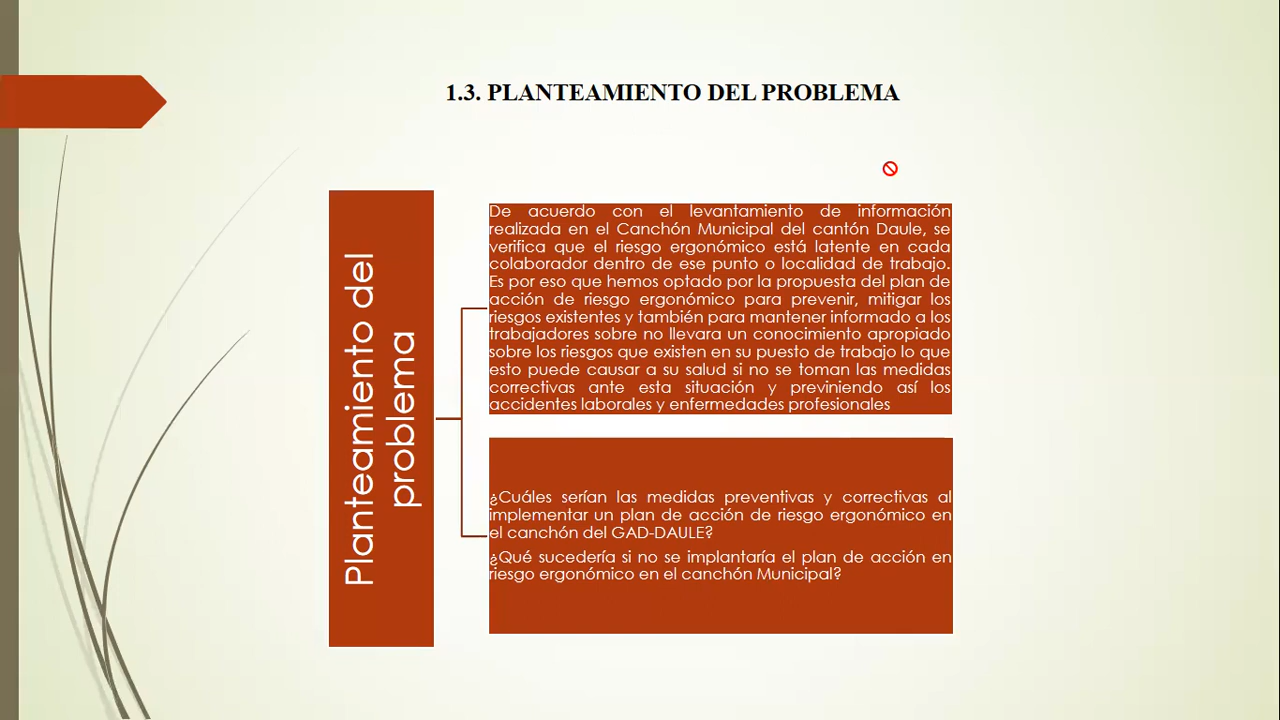 1.3. PLANTEAMIENTO DEL PROBLEMA
Planteamiento del
problema
De acuerdo con el levantamiento de información
realizada en el Canchón Municipal del cantón Daule, se
verifica que el riesgo ergonómico está latente en cada
colaborador dentro de ese punto o localidad de trabajo.
Es por eso que hemos optado por la propuesta del plan de
acción de riesgo ergonómico para prevenir, mitigar los
riesgos existentes y también para mantener informado a los
trabajadores sobre no llevara un conocimiento apropiado
sobre los riesgos que existen en su puesto de trabajo lo que
esto puede causar a su salud si no se toman las medidas
correctivas ante esta situación y previniendo así los
accidentes laborales y enfermedades profesionales
¿Cuáles serían las medidas preventivas y correctivas al
implementar un plan de acción de riesgo ergonómico en
el canchón del GAD-DAULE?
¿Qué sucedería si no se implantaría el plan de acción en
riesgo ergonómico en el canchón Municipal?